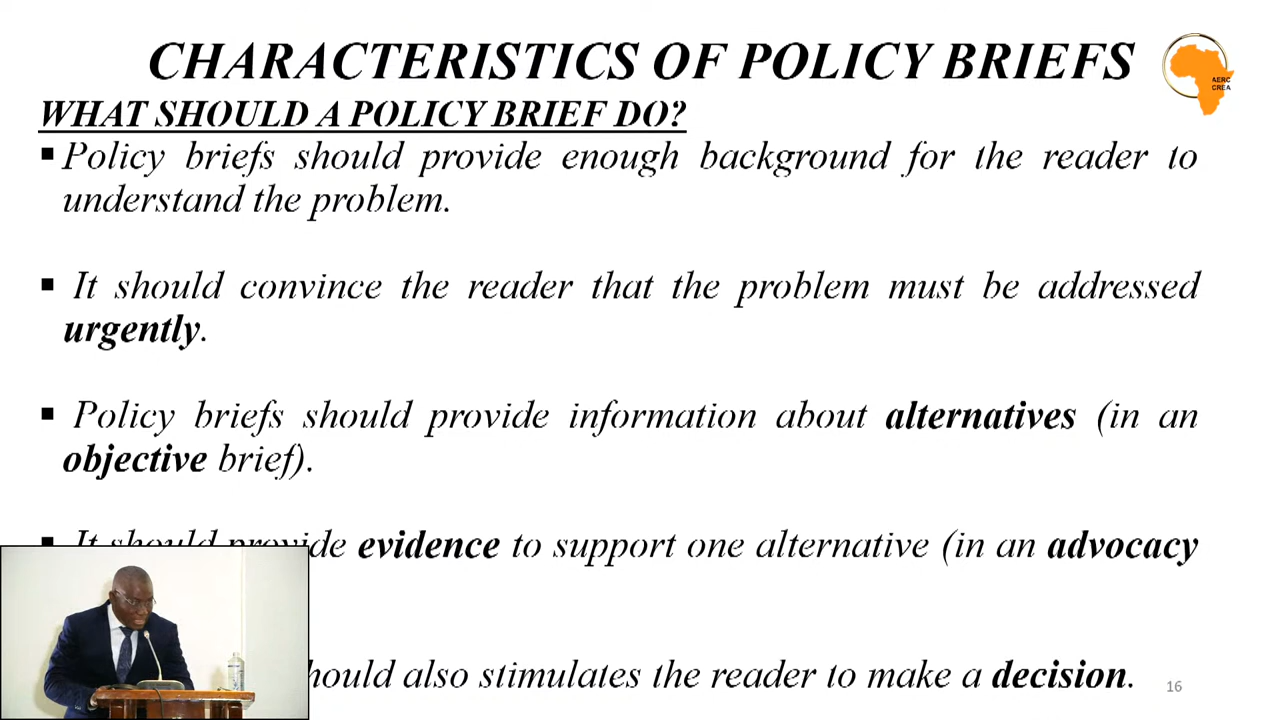 CHARACTERISTICS OF POLICY BRIEFS
AERC
CREA
WHAT SHOULD A POLICY BRIEF DO?
▪ Policy briefs should provide enough background for the reader to
understand the problem.
▪ It should convince the reader that the problem must be addressed
urgently.
▪ Policy briefs should provide information about alternatives (in an
objective brief).
▪ It should provide evidence to support one alternative (in an advocacy
should also stimulates the reader to make a decision.
16